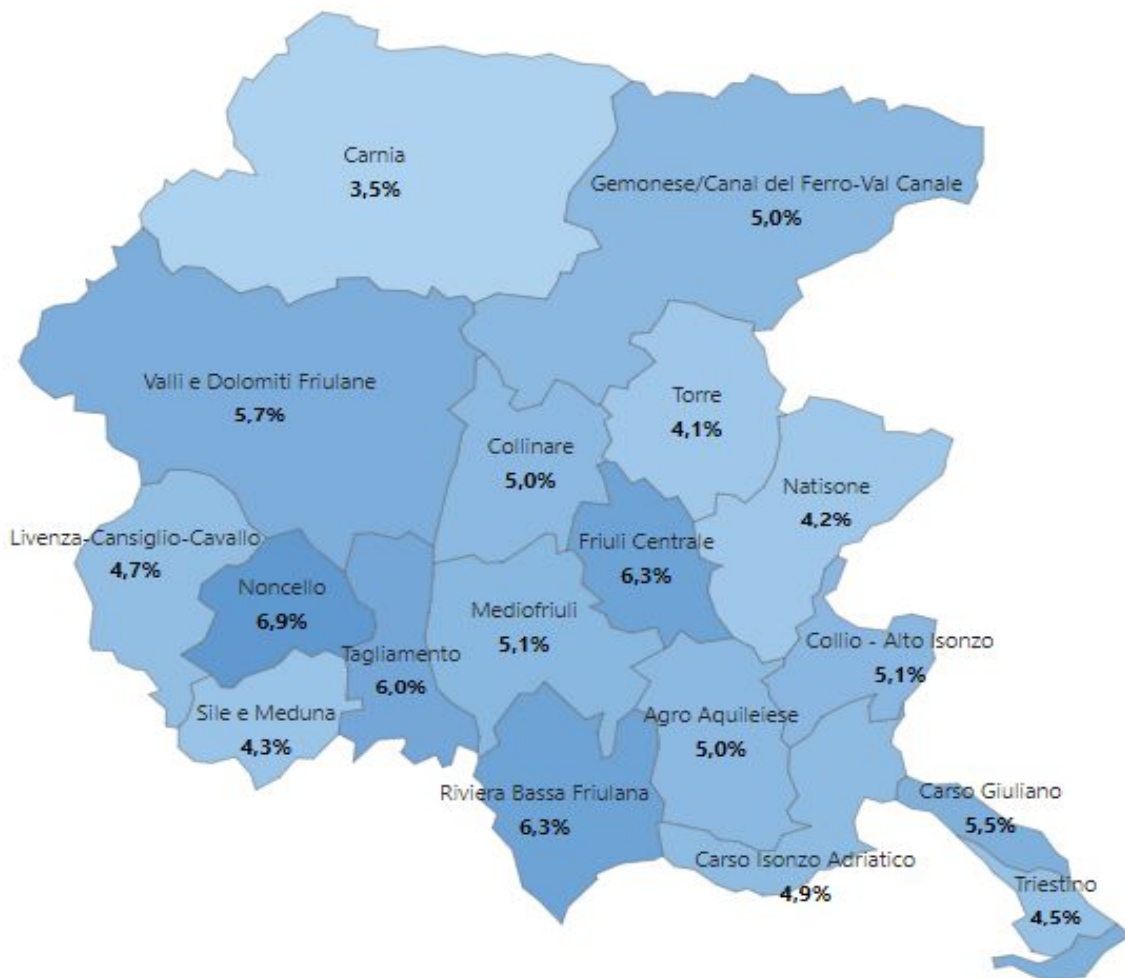 Carnia
3,5%
Gemonese/Canal del Ferro-Val Canale
5,0%
Valli e Dolomiti Friulane
5,7%
Torre
4,1%
Collinare
5,0%
Natisone
4,2%
Livenza-Cansiglio-Cavallo
4,7%
Friuli Centrale
6,3%
Noncello
6,9%
Mediofriuli
5,1%
Tagliamento
6,0%
Collio - Alto Isonzo
5,1%
Sile e Meduna
4,3%
Agro Aquileiese
5,0%
Riviera Bassa Friulana
6,3%
Carso Giuliano
5,5%
Carso Isonzo Adriatico
4,9%
Triestino
4,5%